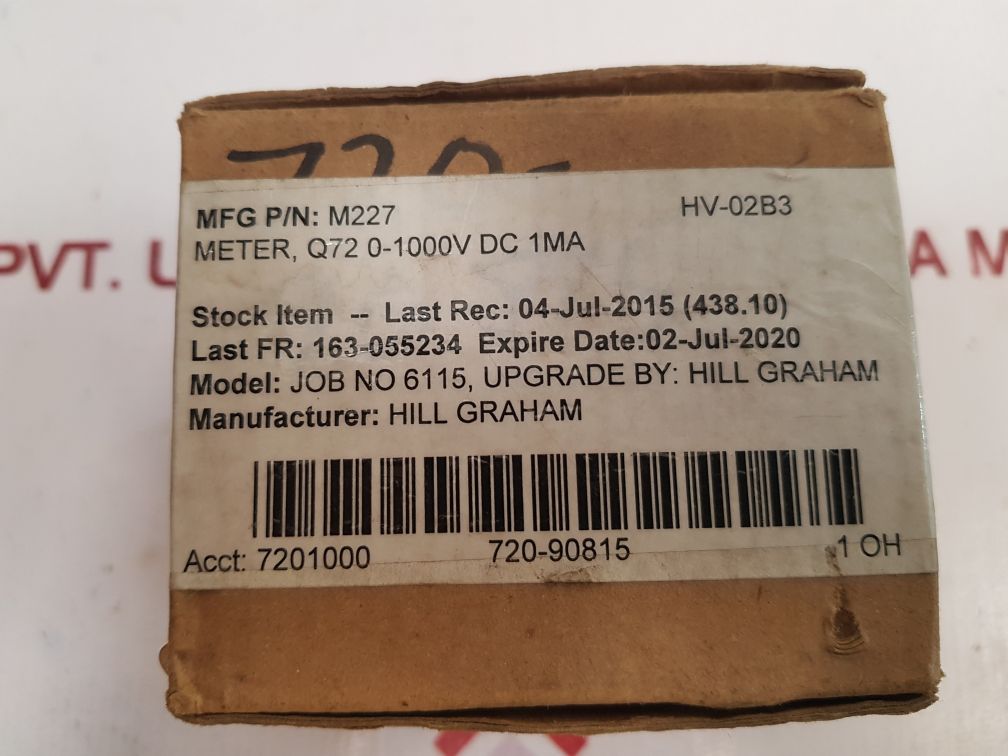 720-
MFG P/N: M227 HV-02B3
METER, Q72 0-1000V DC 1MA
PVT. U A M
Stock Item -- Last Rec: 04-Jul-2015 (438.10)
Last FR: 163-055234 Expire Date:02-Jul-2020
Model: JOB NO 6115, UPGRADE BY: HILL GRAHAM
Manufacturer: HILL GRAHAM
Acct: 7201000 720-90815 1 OH